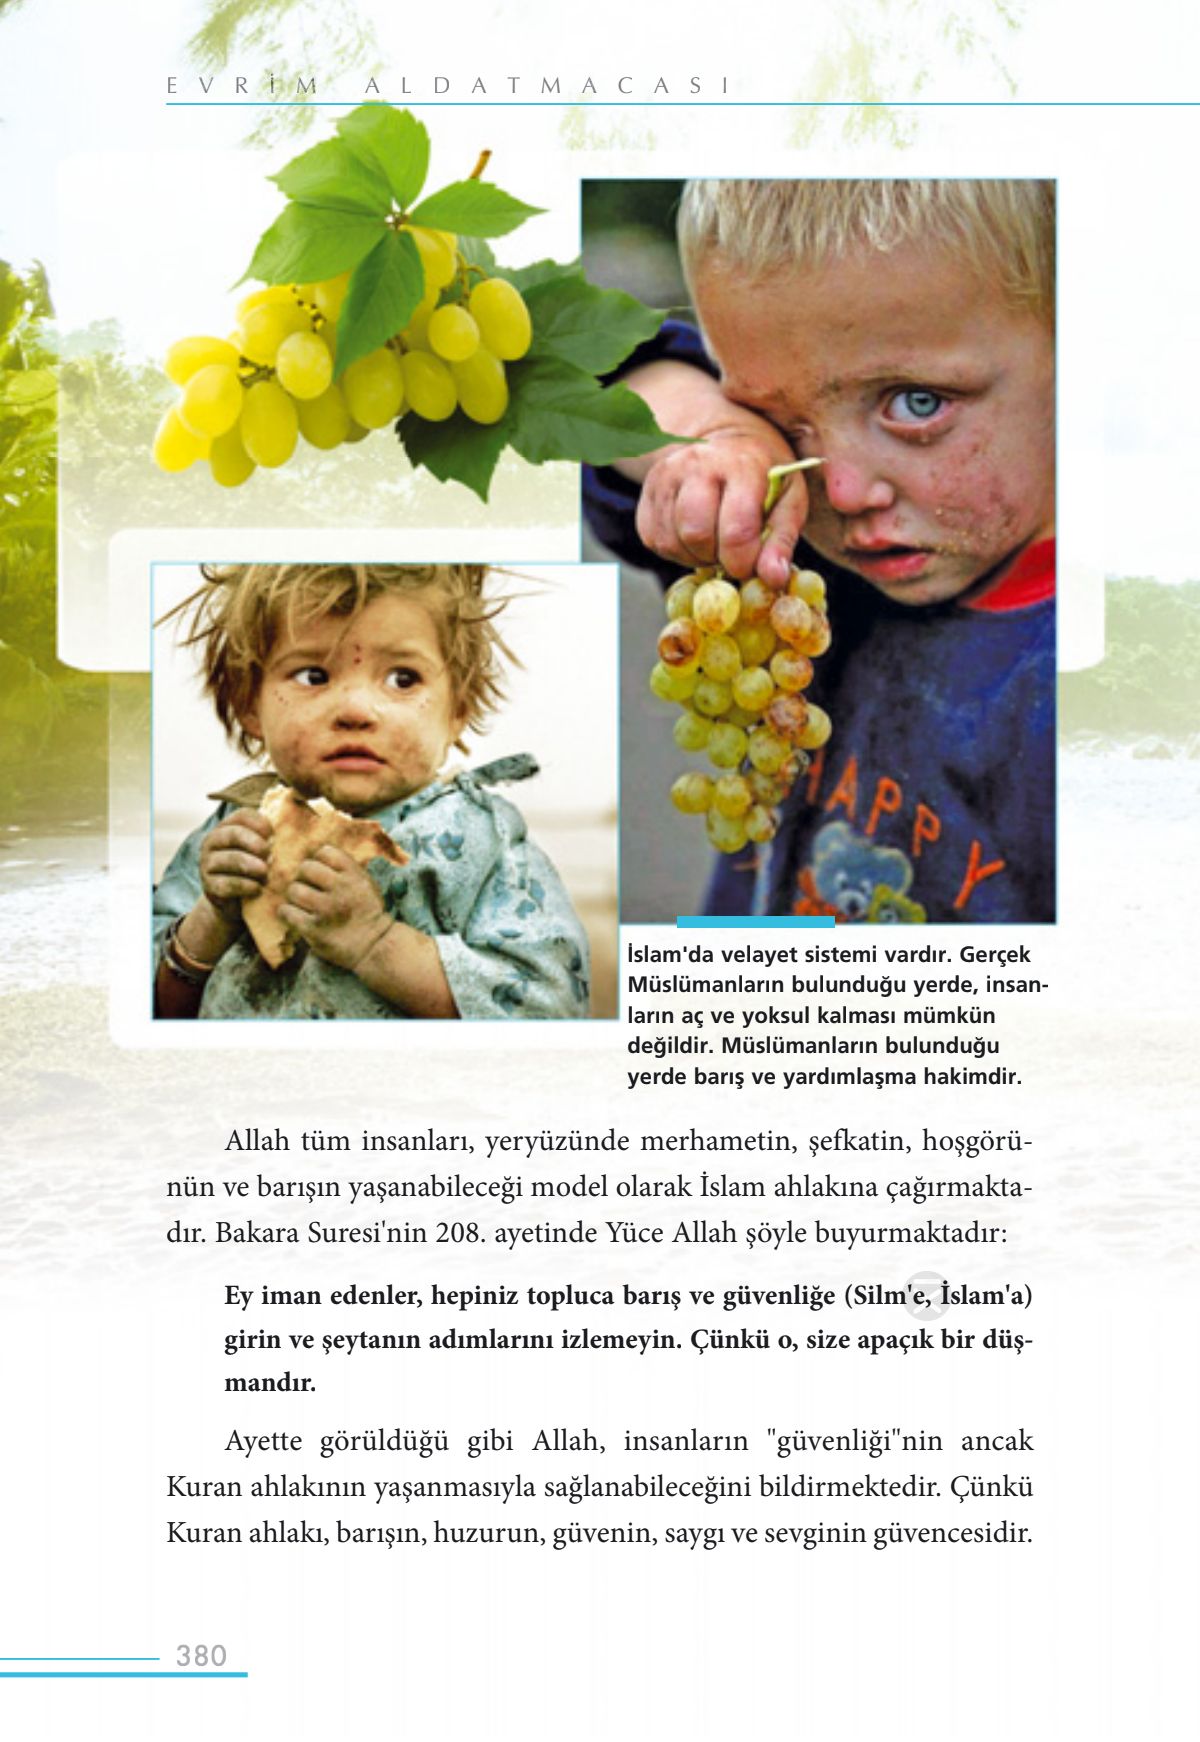 EVRİM ALDATMACASI
HAPPY
İslam'da velayet sistemi vardır. Gerçek
Müslümanların bulunduğu yerde, insan-
ların aç ve yoksul kalması mümkün
değildir. Müslümanların bulunduğu
yerde barış ve yardımlaşma hakimdir.
Allah tüm insanları, yeryüzünde merhametin, şefkatin, hoşgörü-
nün ve barışın yaşanabileceği model olarak İslam ahlakına çağırmakta-
dır. Bakara Suresi'nin 208. ayetinde Yüce Allah şöyle buyurmaktadır:
Ey iman edenler, hepiniz topluca barış ve güvenliğe (Silm'e, İslam'a)
girin ve şeytanın adımlarını izlemeyin. Çünkü o, size apaçık bir düş-
mandır.
Ayette görüldüğü gibi Allah, insanların "güvenliği"nin ancak
Kuran ahlakının yaşanmasıyla sağlanabileceğini bildirmektedir. Çünkü
Kuran ahlakı, barışın, huzurun, güvenin, saygı ve sevginin güvencesidir.
380